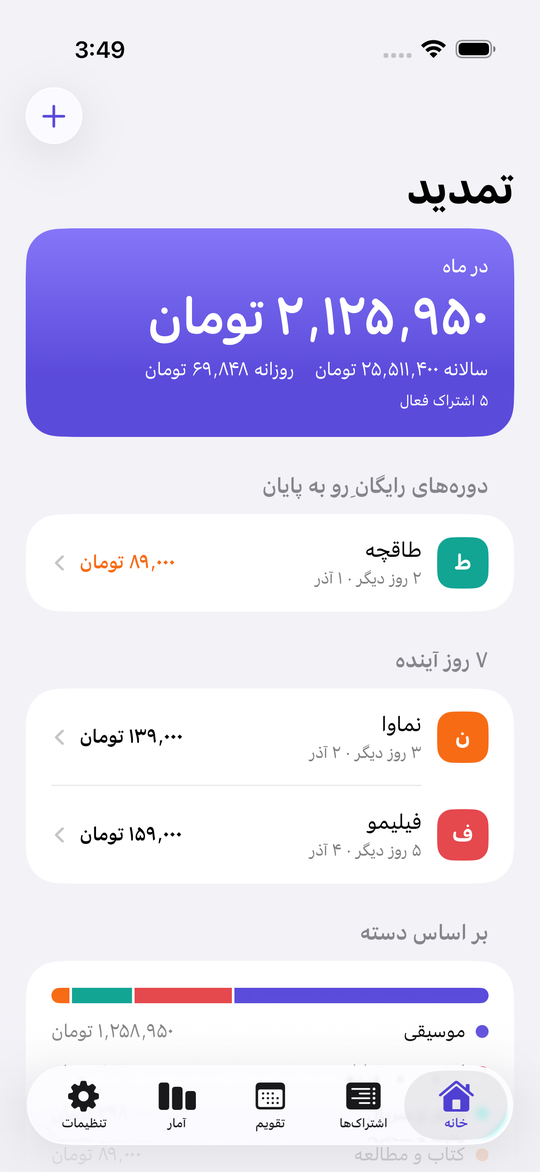 3:49
تمدید
در ماه
۲,۱۲۵,۹۵۰ تومان
سالانه ۲۵,۵۱۱,۴۰۰ تومان روزانه ۶۹,۸۴۸ تومان
۵ اشتراک فعال
دوره‌های رایگانِ رو به پایان
ط
طاقچه
۲ روز دیگر · ۱ آذر
۸۹,۰۰۰ تومان
۷ روز آینده
ن
نماوا
۳ روز دیگر · ۲ آذر
۱۳۹,۰۰۰ تومان
ف
فیلیمو
۵ روز دیگر · ۴ آذر
۱۵۹,۰۰۰ تومان
بر اساس دسته
موسیقی
۱,۲۵۸,۹۵۰ تومان
خانه
اشتراک‌ها
تقویم
آمار
تنظیمات
کتاب و مطالعه
۸۹,۰۰۰ تومان